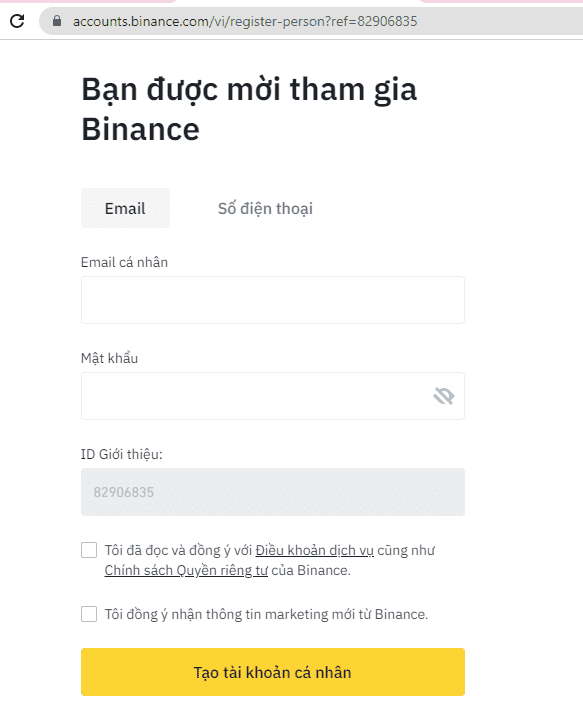 accounts.binance.com/vi/register-person?ref=82906835
Bạn được mời tham gia
Binance
Email Số điện thoại
Email cá nhân
Mật khẩu
ID Giới thiệu:
82906835
Tôi đã đọc và đồng ý với Điều khoản dịch vụ cũng như
Chính sách Quyền riêng tư của Binance.
Tôi đồng ý nhận thông tin marketing mới từ Binance.
Tạo tài khoản cá nhân